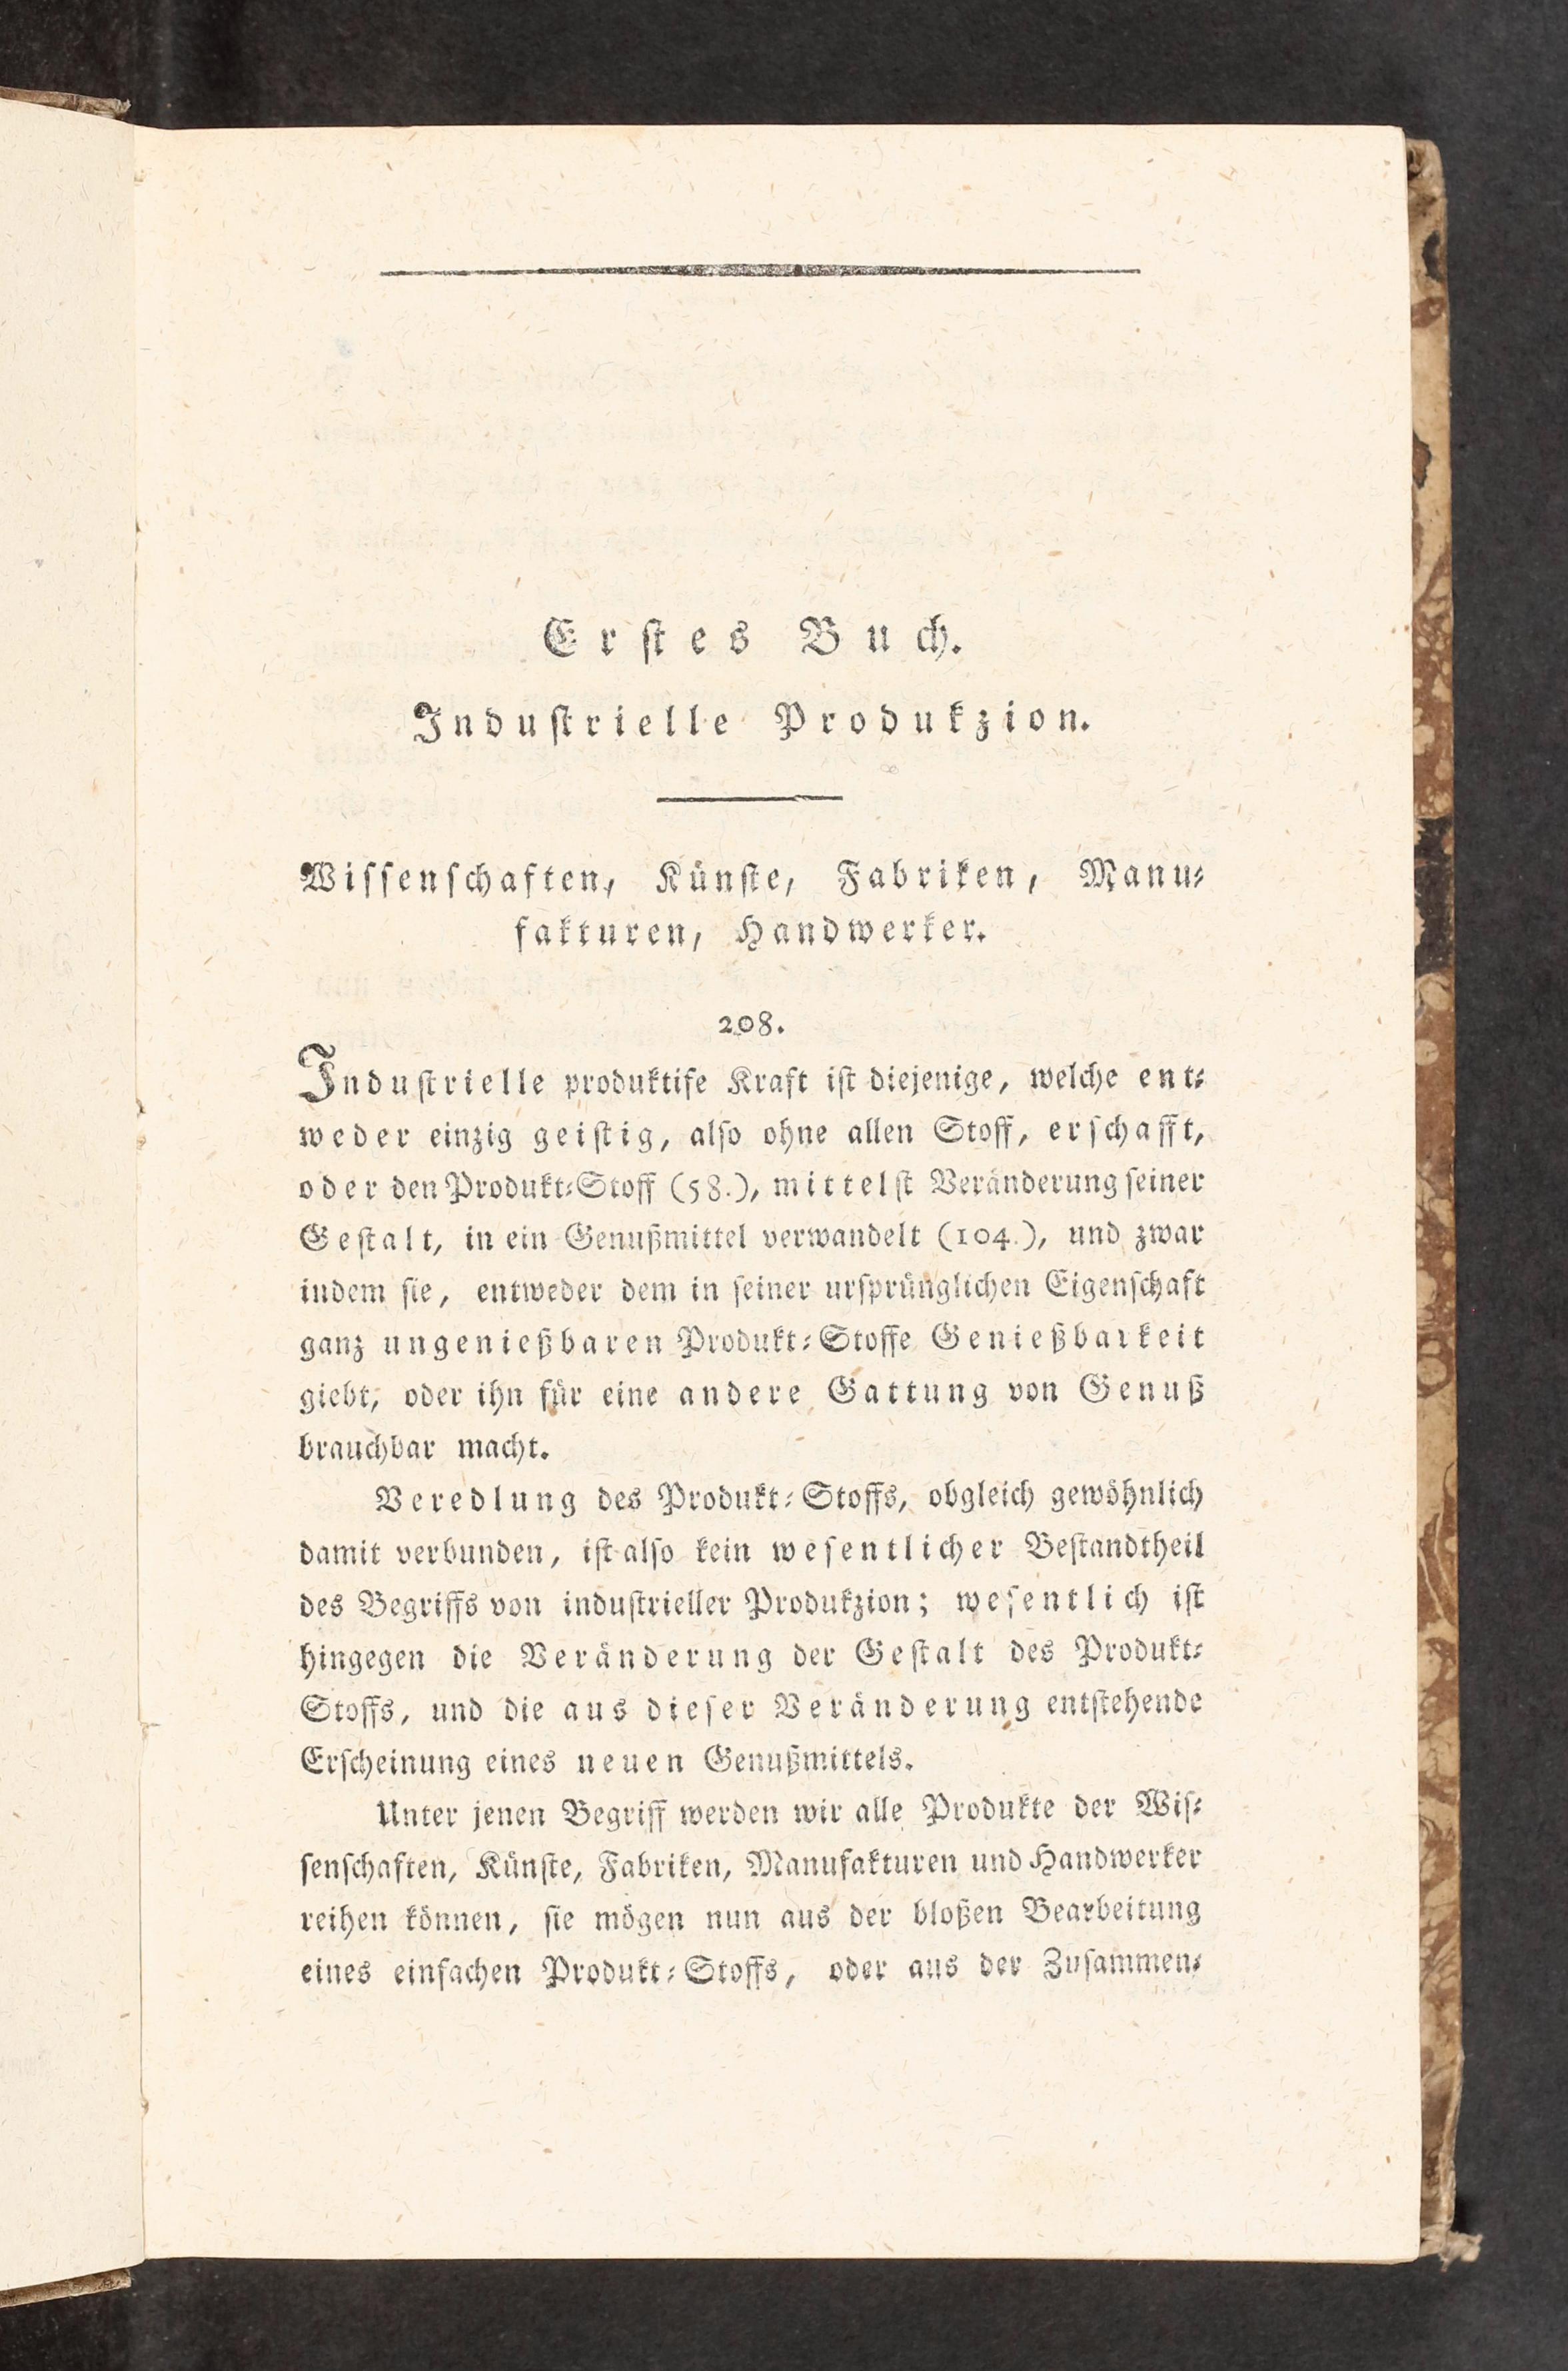 Erstes Buch.
Industrielle Produkzion.
Wissenschaften, Künste, Fabriken, Manu⸗
fakturen, Handwerker.
208.
Industrielle produktife Kraft ist diejenige, welche ent⸗
weder einzig geistig, also ohne allen Stoff, erschafft,
oder den Produkt⸗Stoff (58.), mittelst Veränderung seiner
Gestalt, in ein Genußmittel verwandelt (104.), und zwar
indem sie, entweder dem in seiner ursprünglichen Eigenschaft
ganz ungenießbaren Produkt⸗Stoffe Genießbarkeit
giebt, oder ihn für eine andere Gattung von Genuß
brauchbar macht.
Veredlung des Produkt⸗Stoffs, obgleich gewöhnlich
damit verbunden, ist also kein wesentlicher Bestandtheil
des Begriffs von industrieller Produkzion; wesentlich ist
hingegen die Veränderung der Gestalt des Produkt⸗
Stoffs, und die aus dieser Veränderung entstehende
Erscheinung eines neuen Genußmittels.
Unter jenen Begriff werden wir alle Produkte der Wis⸗
senschaften, Künste, Fabriken, Manufakturen und Handwerker
reihen können, sie mögen nun aus der bloßen Bearbeitung
eines einfachen Produkt⸗Stoffs, oder aus der Zusammen⸗